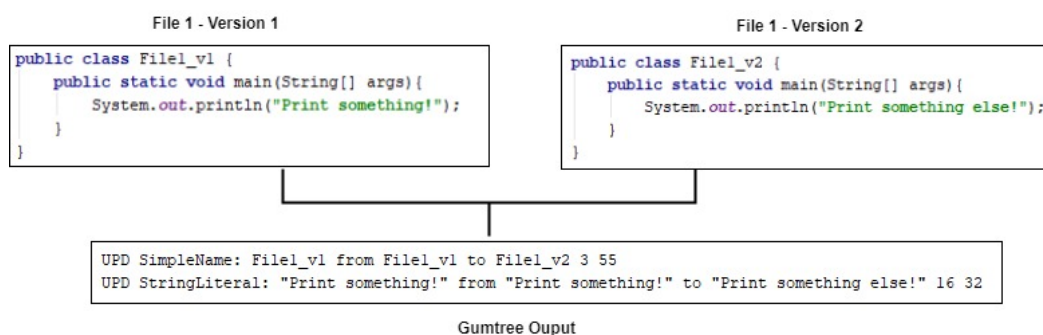 File 1 - Version 1
public class File1_v1 {
    public static void main(String[] args){
        System.out.println("Print something!");
    }
}
File 1 - Version 2
public class File1_v2 {
    public static void main(String[] args){
        System.out.println("Print something else!");
    }
}
UPD SimpleName: File1_v1 from File1_v1 to File1_v2 3 55
UPD StringLiteral: "Print something!" from "Print something!" to "Print something else!" 16 32
Gumtree Ouput